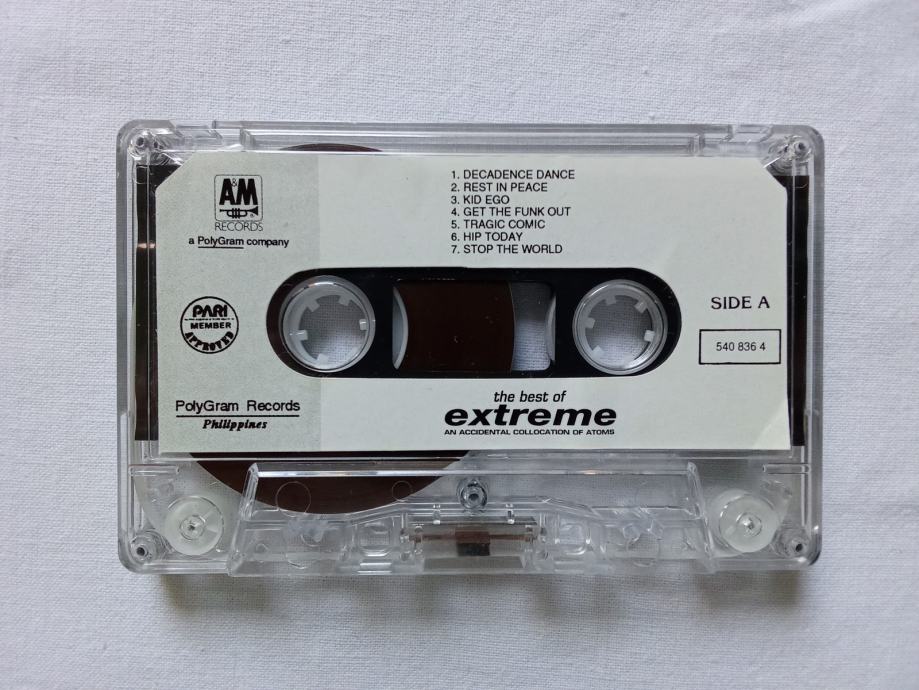 A&M
RECORDS
a PolyGram company
1. DECADENCE DANCE
2. REST IN PEACE
3. KID EGO
4. GET THE FUNK OUT
5. TRAGIC COMIC
6. HIP TODAY
7. STOP THE WORLD
PARI
MEMBER
APPROVED
SIDE A
540 836 4
PolyGram Records
Philippines
the best of
extreme
AN ACCIDENTAL COLLOCATION OF ATOMS